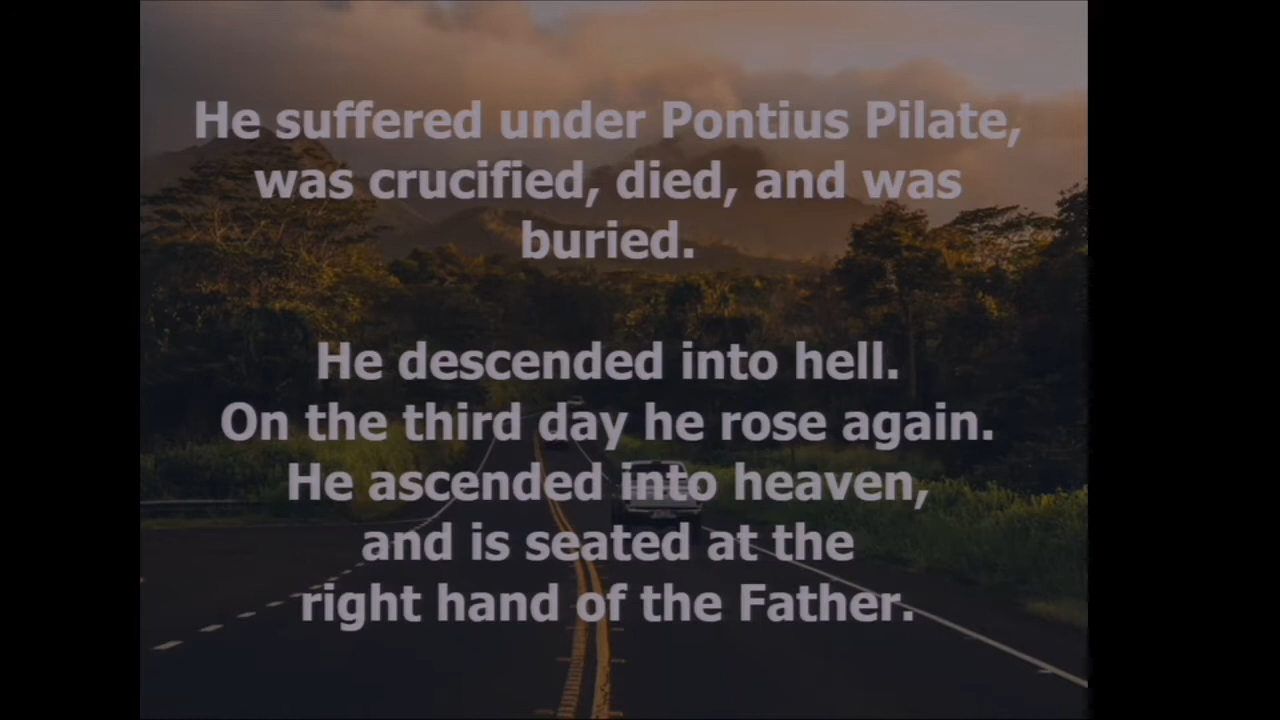 He suffered under Pontius Pilate,
was crucified, died, and was
buried.
He descended into hell.
On the third day he rose again.
He ascended into heaven,
and is seated at the
right hand of the Father.